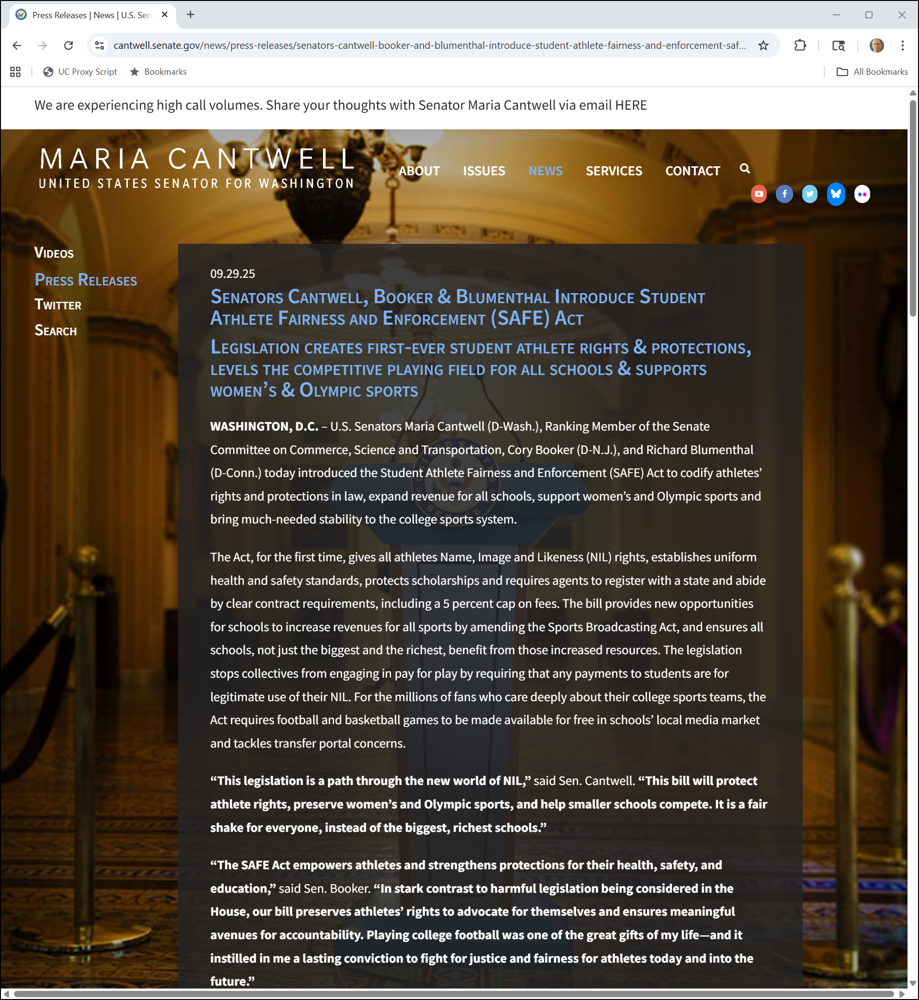 Press Releases | News | U.S. Sen
cantwell.senate.gov/news/press-releases/senators-cantwell-booker-and-blumenthal-introduce-student-athlete-fairness-and-enforcement-saf...
UC Proxy Script
Bookmarks
All Bookmarks
We are experiencing high call volumes. Share your thoughts with Senator Maria Cantwell via email HERE
MARIA CANTWELL
UNITED STATES SENATOR FOR WASHINGTON
ABOUT ISSUES NEWS SERVICES CONTACT
Videos
Press Releases
Twitter
Search
09.29.25
Senators Cantwell, Booker & Blumenthal Introduce Student
Athlete Fairness and Enforcement (SAFE) Act
Legislation creates first-ever student athlete rights & protections,
levels the competitive playing field for all schools & supports
women’s & Olympic sports
WASHINGTON, D.C. – U.S. Senators Maria Cantwell (D-Wash.), Ranking Member of the Senate
Committee on Commerce, Science and Transportation, Cory Booker (D-N.J.), and Richard Blumenthal
(D-Conn.) today introduced the Student Athlete Fairness and Enforcement (SAFE) Act to codify athletes’
rights and protections in law, expand revenue for all schools, support women’s and Olympic sports and
bring much-needed stability to the college sports system.
The Act, for the first time, gives all athletes Name, Image and Likeness (NIL) rights, establishes uniform
health and safety standards, protects scholarships and requires agents to register with a state and abide
by clear contract requirements, including a 5 percent cap on fees. The bill provides new opportunities
for schools to increase revenues for all sports by amending the Sports Broadcasting Act, and ensures all
schools, not just the biggest and the richest, benefit from those increased resources. The legislation
stops collectives from engaging in pay for play by requiring that any payments to students are for
legitimate use of their NIL. For the millions of fans who care deeply about their college sports teams, the
Act requires football and basketball games to be made available for free in schools’ local media market
and tackles transfer portal concerns.
“This legislation is a path through the new world of NIL,” said Sen. Cantwell. “This bill will protect
athlete rights, preserve women’s and Olympic sports, and help smaller schools compete. It is a fair
shake for everyone, instead of the biggest, richest schools.”
“The SAFE Act empowers athletes and strengthens protections for their health, safety, and
education,” said Sen. Booker. “In stark contrast to harmful legislation being considered in the
House, our bill preserves athletes’ rights to advocate for themselves and ensures meaningful
avenues for accountability. Playing college football was one of the great gifts of my life—and it
instilled in me a lasting conviction to fight for justice and fairness for athletes today and into the
future.”